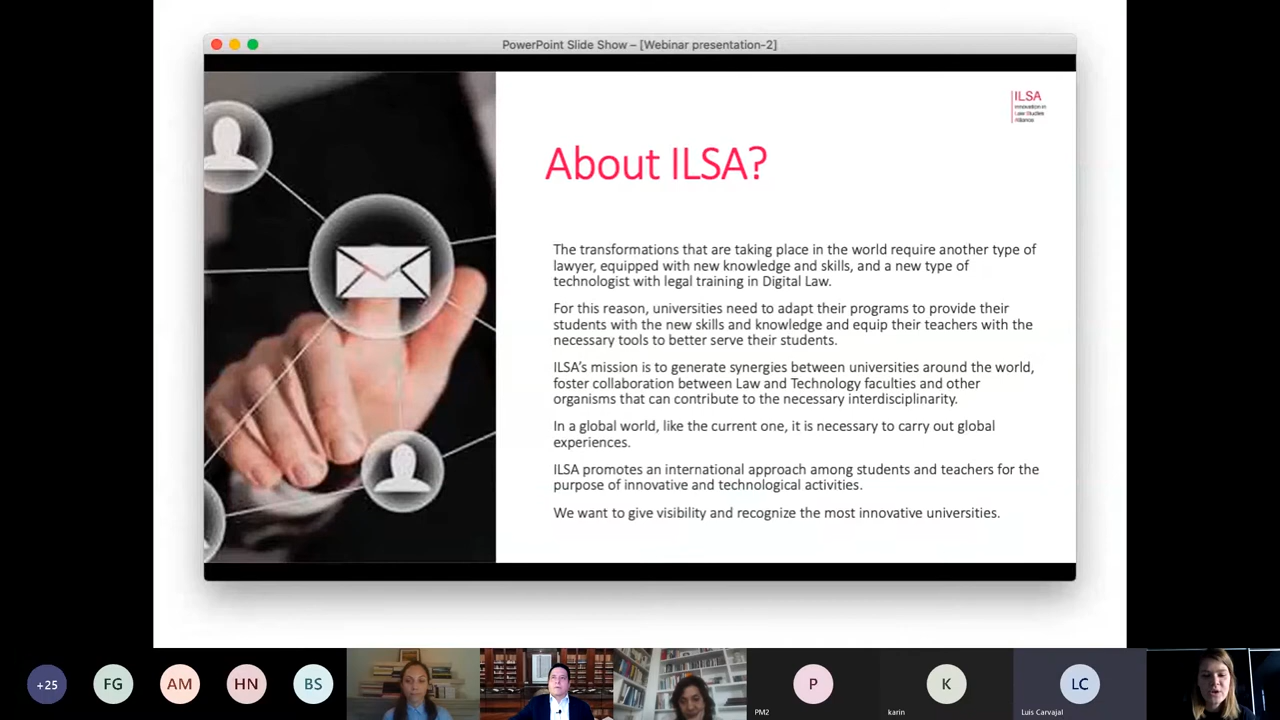 PowerPoint Slide Show – [Webinar presentation-2]
ILSA
Innovation in
Law Studies
Alliance
About ILSA?
The transformations that are taking place in the world require another type of
lawyer, equipped with new knowledge and skills, and a new type of
technologist with legal training in Digital Law.
For this reason, universities need to adapt their programs to provide their
students with the new skills and knowledge and equip their teachers with the
necessary tools to better serve their students.
ILSA’s mission is to generate synergies between universities around the world,
foster collaboration between Law and Technology faculties and other
organisms that can contribute to the necessary interdisciplinarity.
In a global world, like the current one, it is necessary to carry out global
experiences.
ILSA promotes an international approach among students and teachers for the
purpose of innovative and technological activities.
We want to give visibility and recognize the most innovative universities.
+25
FG
AM
HN
BS
P
PM2
K
karin
LC
Luis Carvajal